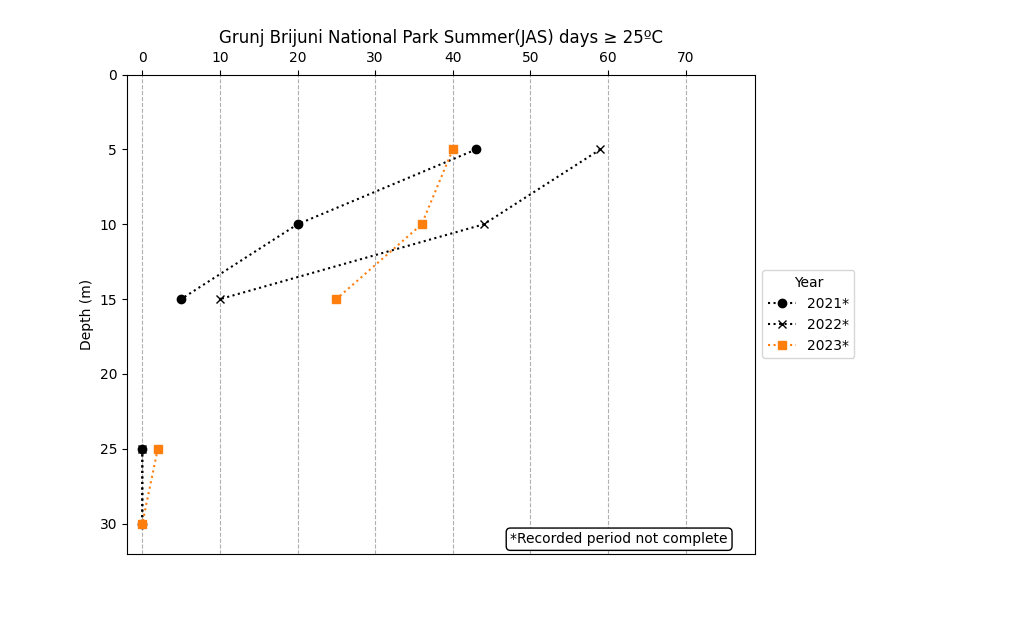 Grunj Brijuni National Park Summer(JAS) days ≥ 25ºC
0 10 20 30 40 50 60 70
0
5
10
15
20
25
30
Depth (m)
Year
2021*
2022*
2023*
*Recorded period not complete